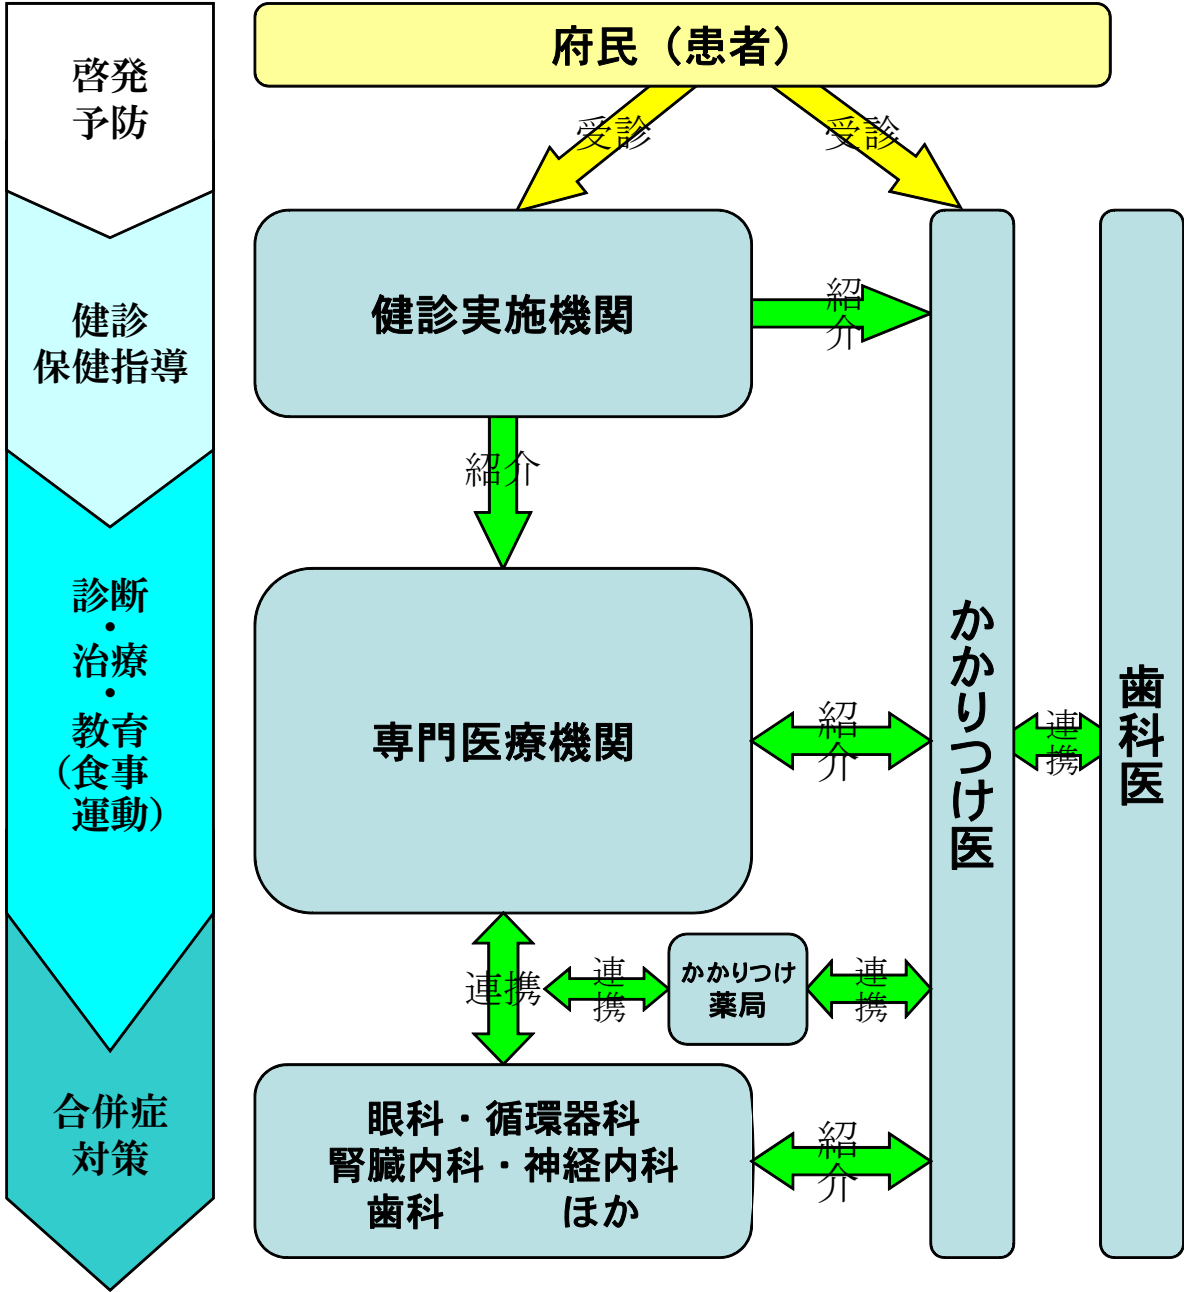 府民（患者）
啓発
予防
受診
受診
健診
保健指導
健診実施機関
紹
介
紹介
診断
・
治療
・
教育
（食事
運動）
専門医療機関
紹
介
かかりつけ医
連
携
歯科医
連携
連
携
かかりつけ
薬局
連
携
合併症
対策
眼科・循環器科
腎臓内科・神経内科
歯科　　　ほか
紹
介